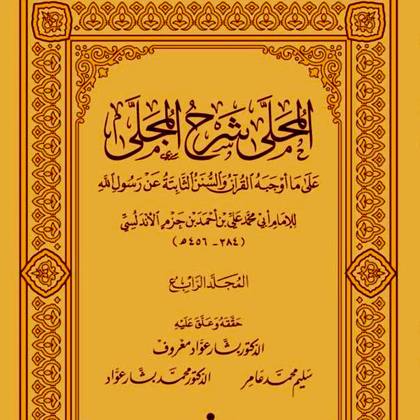 المحلى شرح المجلى
على ما أوجبه القرآن والسنن الثابتة عن رسول الله
للإمام أبي محمد علي بن أحمد بن حزم الأندلسي
(٣٨٤ - ٤٥٦ هـ)
المجلد الرابع
حققه وعلق عليه
الدكتور بشار عواد معروف
سليم محمد عامر الدكتور محمد بشار عواد